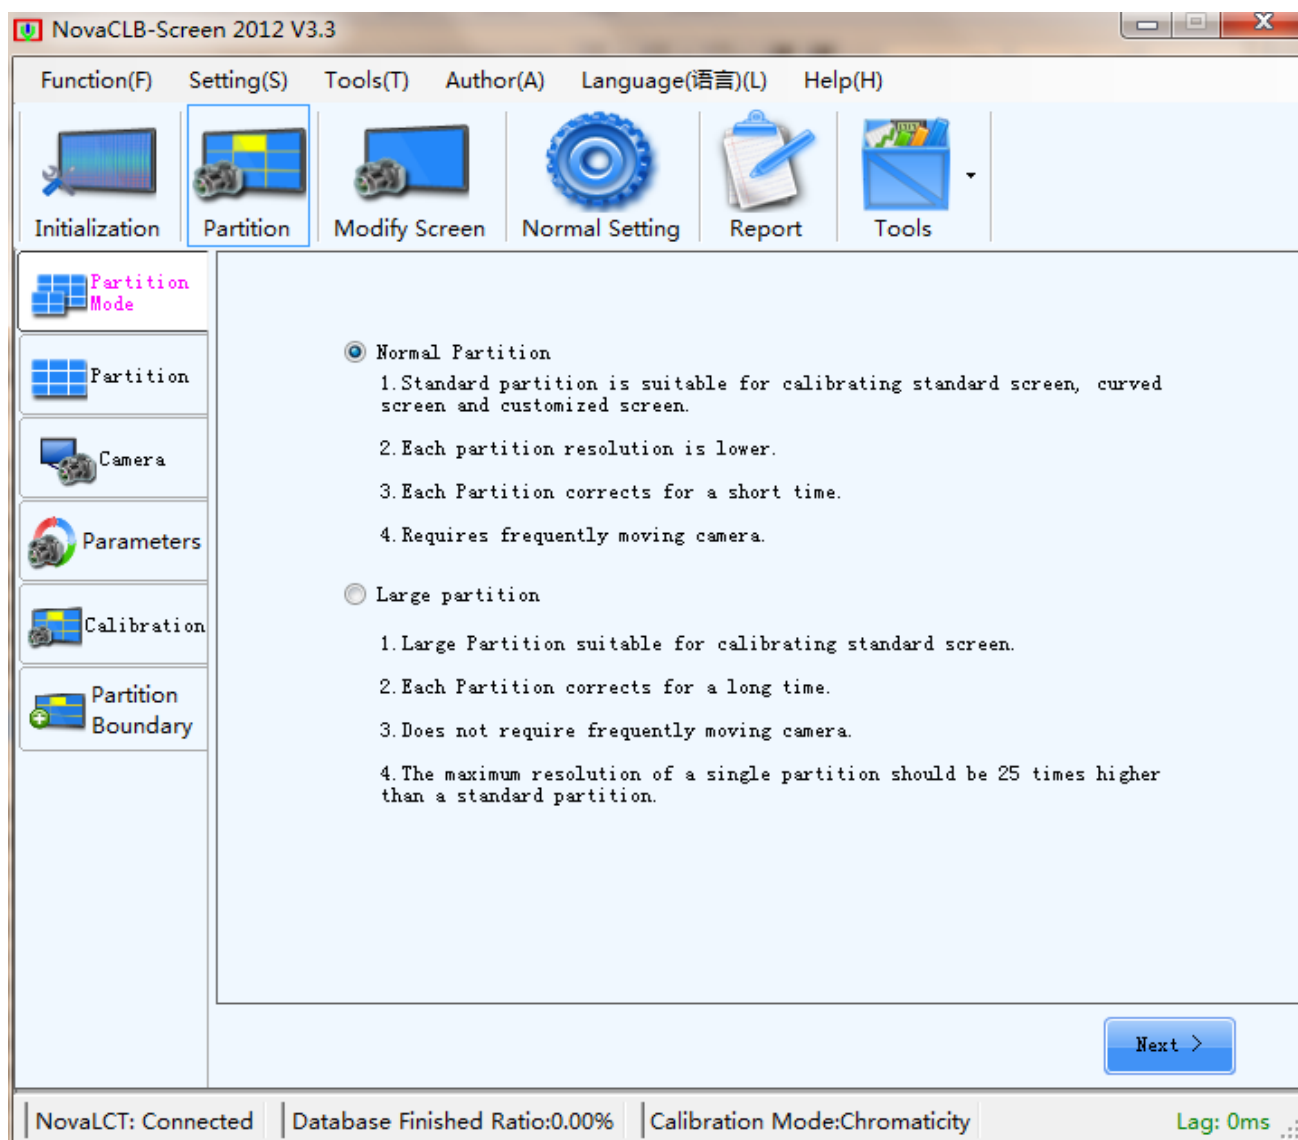 NovaCLB-Screen 2012 V3.3
Function(F) Setting(S) Tools(T) Author(A) Language(语言)(L) Help(H)
Initialization Partition Modify Screen Normal Setting Report Tools
Partition
Mode
Partition
Camera
Parameters
Calibration
Partition
Boundary
Normal Partition
1.Standard partition is suitable for calibrating standard screen, curved
screen and customized screen.
2.Each partition resolution is lower.
3.Each Partition corrects for a short time.
4.Requires frequently moving camera.
Large partition
1.Large Partition suitable for calibrating standard screen.
2.Each Partition corrects for a long time.
3.Does not require frequently moving camera.
4.The maximum resolution of a single partition should be 25 times higher
than a standard partition.
Next >
NovaLCT: Connected Database Finished Ratio:0.00% Calibration Mode:Chromaticity Lag: 0ms